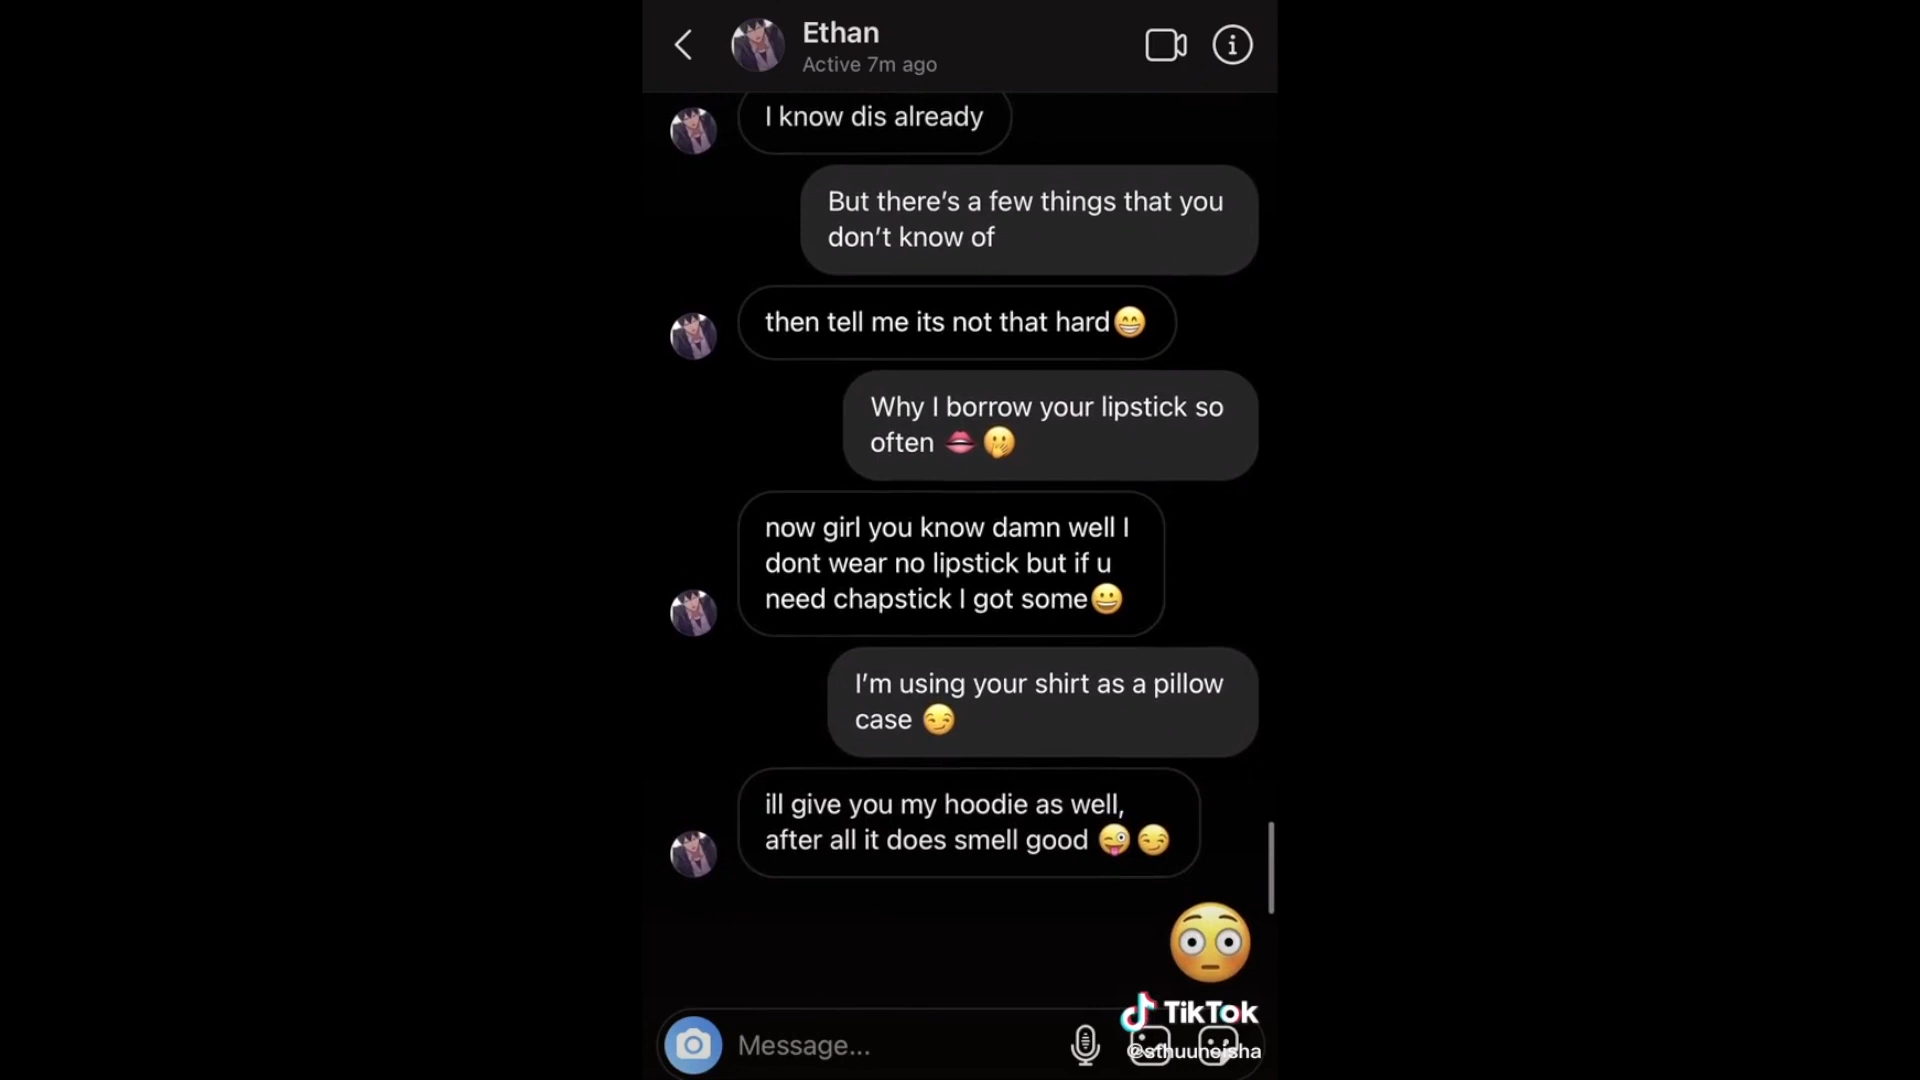 Ethan
Active 7m ago
I know dis already
But there’s a few things that you
don’t know of
then tell me its not that hard😁
Why I borrow your lipstick so
often 👄 🤭
now girl you know damn well I
dont wear no lipstick but if u
need chapstick I got some😀
I’m using your shirt as a pillow
case 😏
ill give you my hoodie as well,
after all it does smell good 😜😏
😳
TikTok
Message...